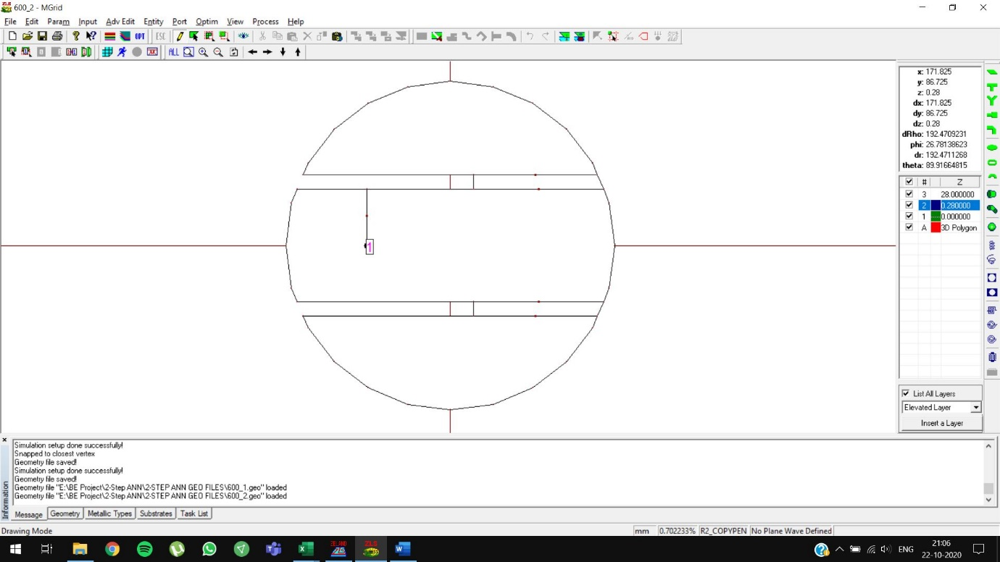 600_2 - MGrid
File Edit Param Input Adv Edit Entity Port Optim View Process Help
OPT ESC
ALL
x: 171.825
y: 86.725
z: 0.28
dx: 171.825
dy: 86.725
dz: 0.28
dRho: 192.4709231
phi: 26.78138623
dr: 192.4711268
theta: 89.91664815
# Z
3 28.000000
2 0.280000
1 0.000000
A 3D Polygon
1
List All Layers
Elevated Layer
Insert a Layer
Simulation setup done successfully!
Snapped to closest vertex
Geometry file saved!
Simulation setup done successfully!
Geometry file saved!
Geometry file "E:\BE Project\2-Step ANN\2-STEP ANN GEO FILES\600_1.geo" loaded
Geometry file "E:\BE Project\2-Step ANN\2-STEP ANN GEO FILES\600_2.geo" loaded
Information
Message Geometry Metallic Types Substrates Task List
Drawing Mode mm 0.702233% R2_COPYPEN No Plane Wave Defined
ENG
21:06
22-10-2020